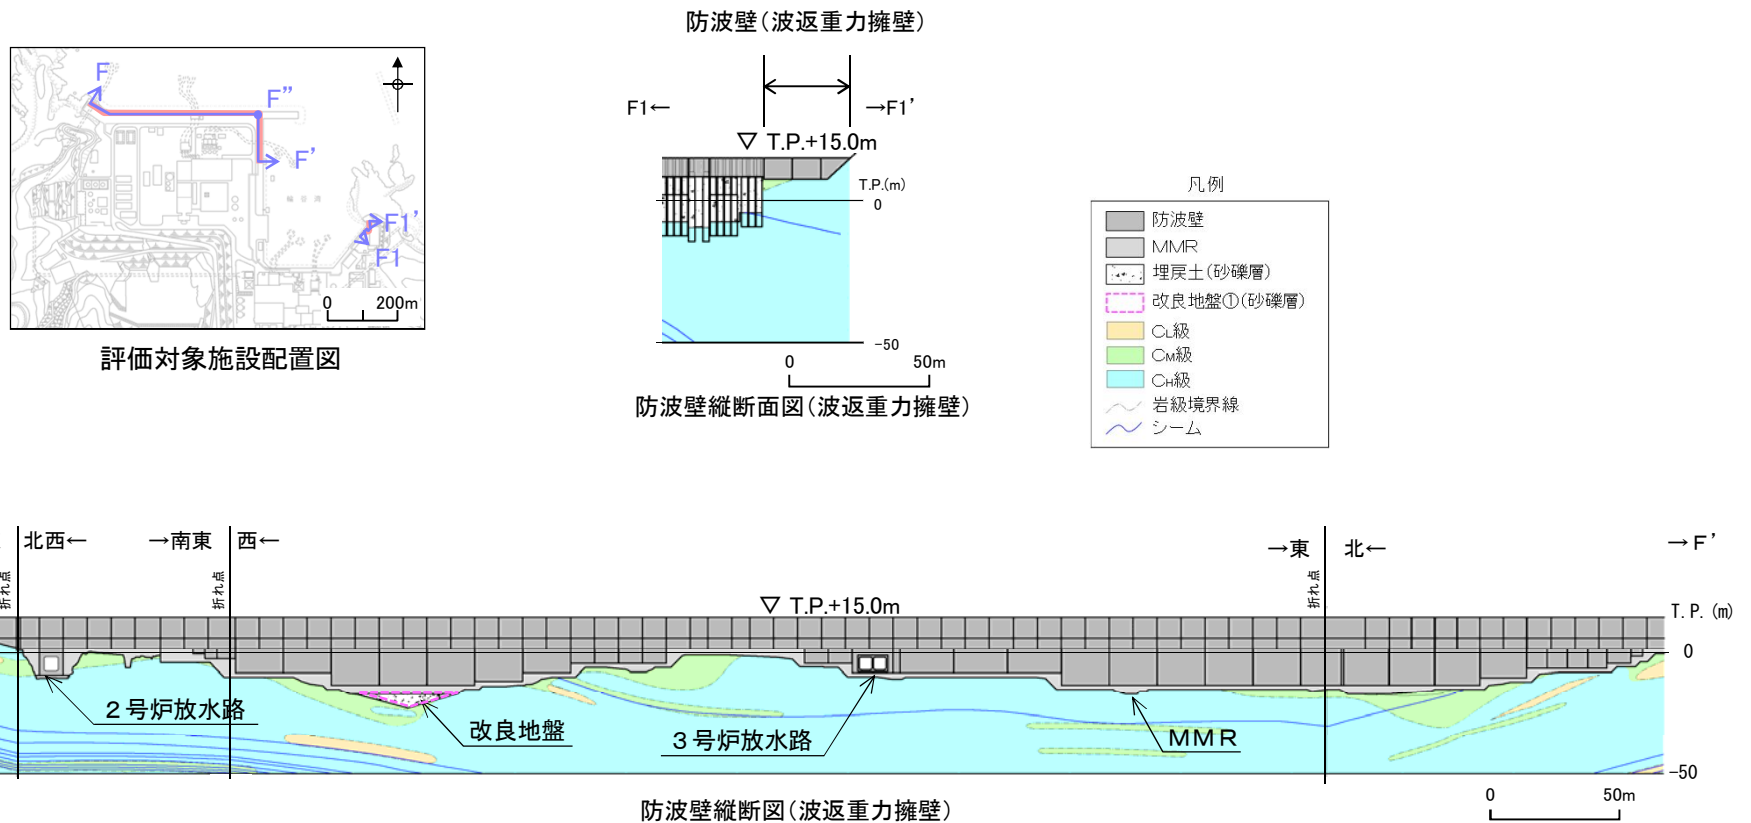 防波壁(波返重力擁壁)
F
F"
F'
F1'
F1
0 200m
評価対象施設配置図
F1← →F1'
▽ T.P.+15.0m
T.P.(m)
0
-50
0 50m
防波壁縦断面図(波返重力擁壁)
凡例
防波壁
MMR
埋戻土(砂礫層)
改良地盤①(砂礫層)
CL級
CM級
CH級
岩級境界線
シーム
北西← →南東 西← →東 北← →F'
折れ点 折れ点 折れ点
▽ T.P.+15.0m
T.P.(m)
0
2号炉放水路
改良地盤
3号炉放水路
MMR
-50
0 50m
防波壁縦断図(波返重力擁壁)